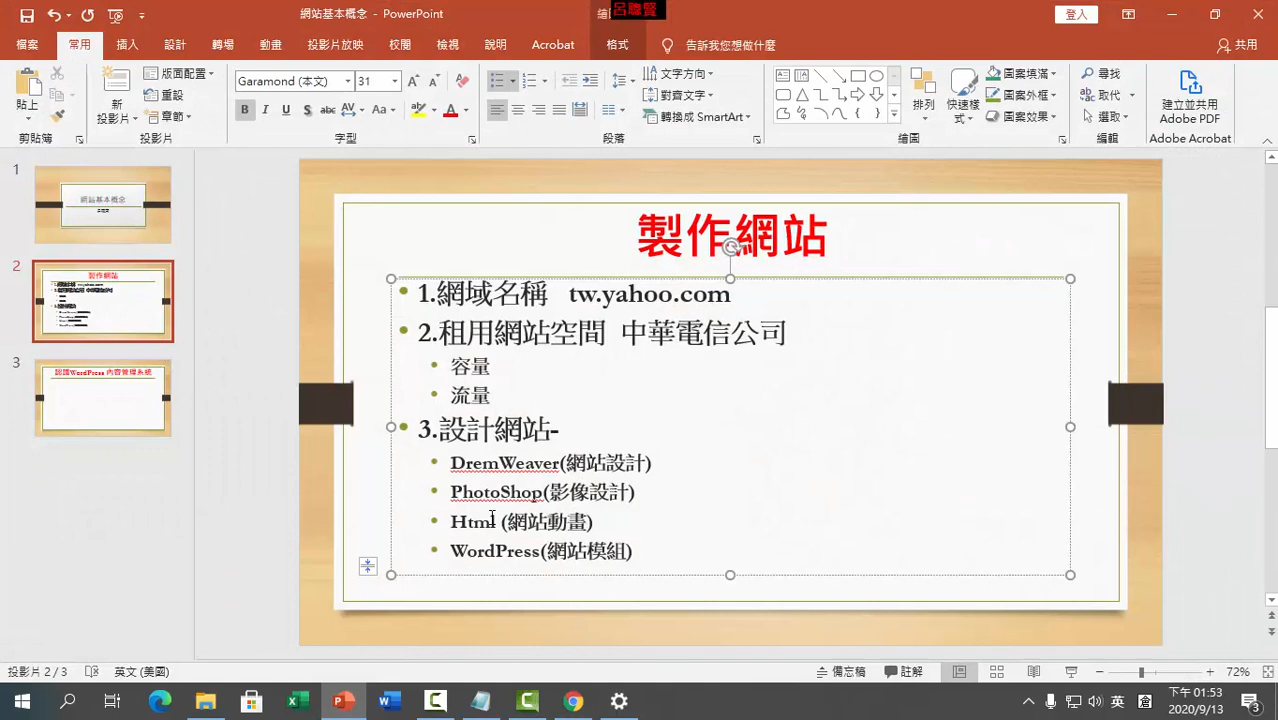 網站基本概念 - PowerPoint
呂聰賢
登入
檔案 常用 插入 設計 轉場 動畫 投影片放映 校閱 檢視 說明 Acrobat 格式 告訴我您想做什麼 共用
貼上 新投影片 版面配置 重設 章節
Garamond (本文) 31
B I U S abc AV Aa A
文字方向 對齊文字 轉換成 SmartArt
排列 快速樣式 圖案填滿 圖案外框 圖案效果
尋找 取代 選取
建立並共用 Adobe PDF
剪貼簿 投影片 字型 段落 繪圖 編輯 Adobe Acrobat
1
網站基本概念
2
製作網站
3
認識WordPress 內容管理系統
製作網站
1.網域名稱 tw.yahoo.com
2.租用網站空間 中華電信公司
容量
流量
3.設計網站-
DremWeaver(網站設計)
PhotoShop(影像設計)
Html (網站動畫)
WordPress(網站模組)
投影片 2 / 3 英文 (美國) 備忘稿 註解 72%
英 倉 下午 01:53
2020/9/13 3